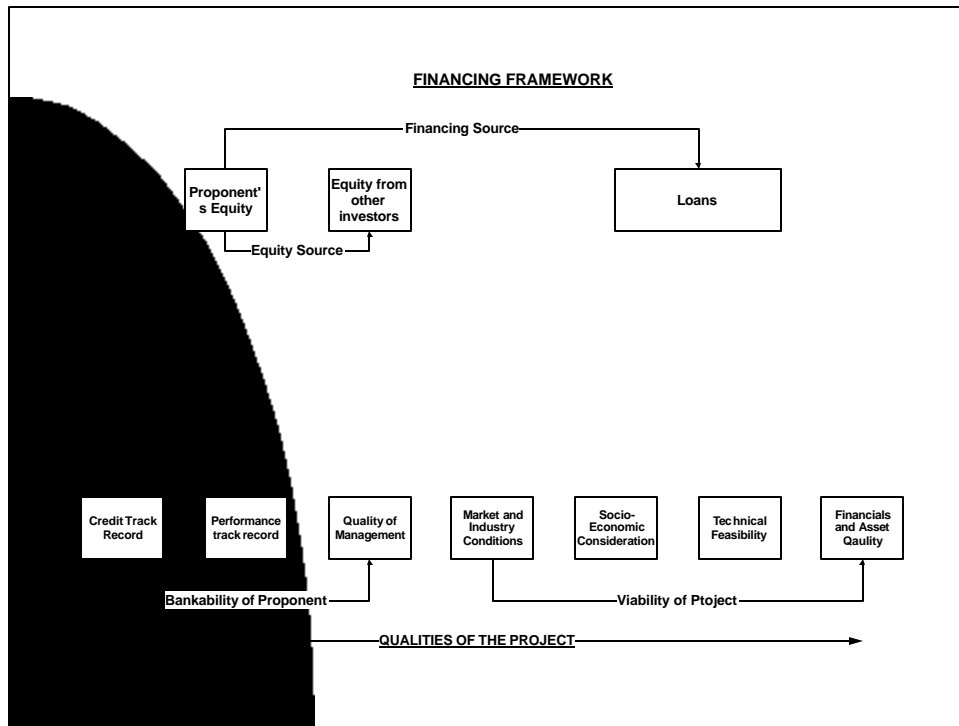 FINANCING FRAMEWORK
Financing Source
Proponent'
s Equity
Equity from
other
investors
Loans
Equity Source
Credit Track
Record
Performance
track record
Quality of
Management
Market and
Industry
Conditions
Socio-
Economic
Consideration
Technical
Feasibility
Financials
and Asset
Qaulity
Bankability of Proponent
Viability of Ptoject
QUALITIES OF THE PROJECT